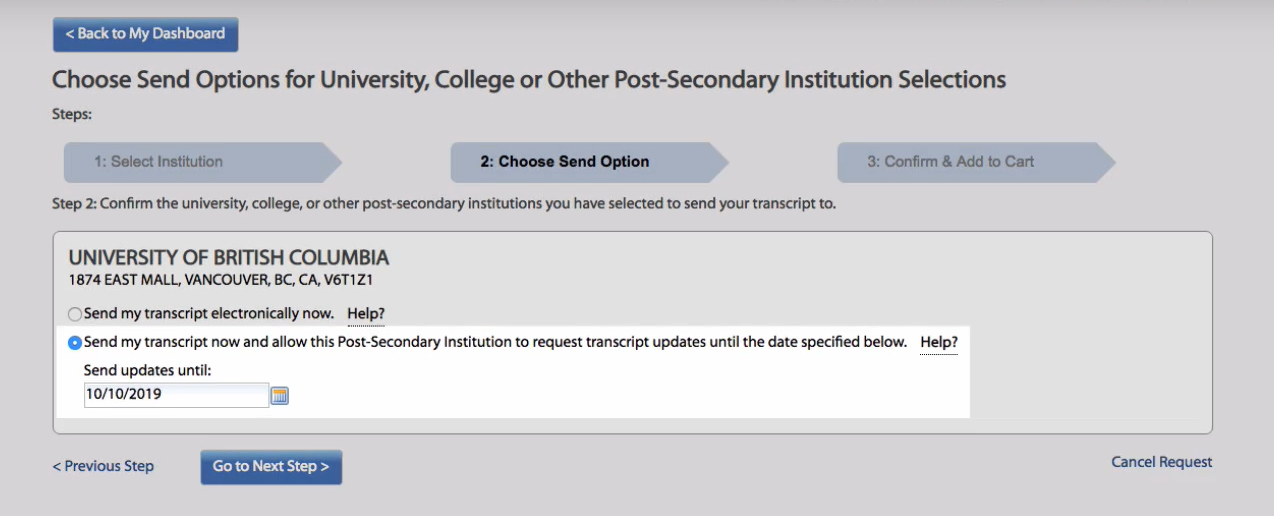 < Back to My Dashboard
Choose Send Options for University, College or Other Post-Secondary Institution Selections
Steps:
1: Select Institution
2: Choose Send Option
3: Confirm & Add to Cart
Step 2: Confirm the university, college, or other post-secondary institutions you have selected to send your transcript to.
UNIVERSITY OF BRITISH COLUMBIA
1874 EAST MALL, VANCOUVER, BC, CA, V6T1Z1
Send my transcript electronically now. Help?
Send my transcript now and allow this Post-Secondary Institution to request transcript updates until the date specified below. Help?
Send updates until:
10/10/2019
< Previous Step
Go to Next Step >
Cancel Request